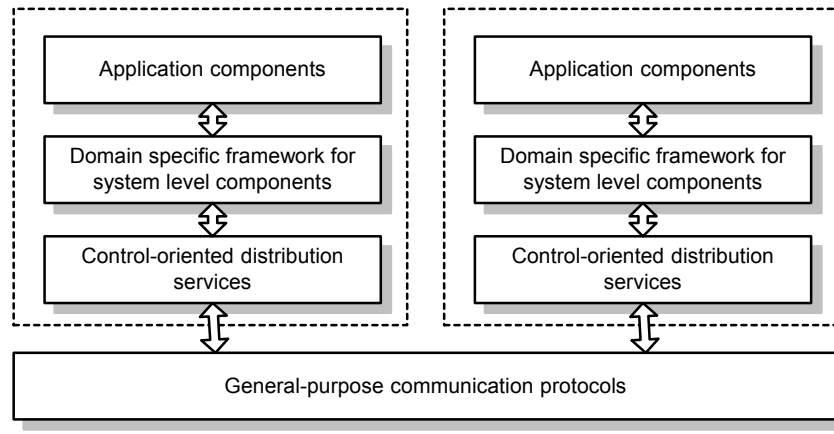 Application components
Domain specific framework for
system level components
Control-oriented distribution
services
Application components
Domain specific framework for
system level components
Control-oriented distribution
services
General-purpose communication protocols